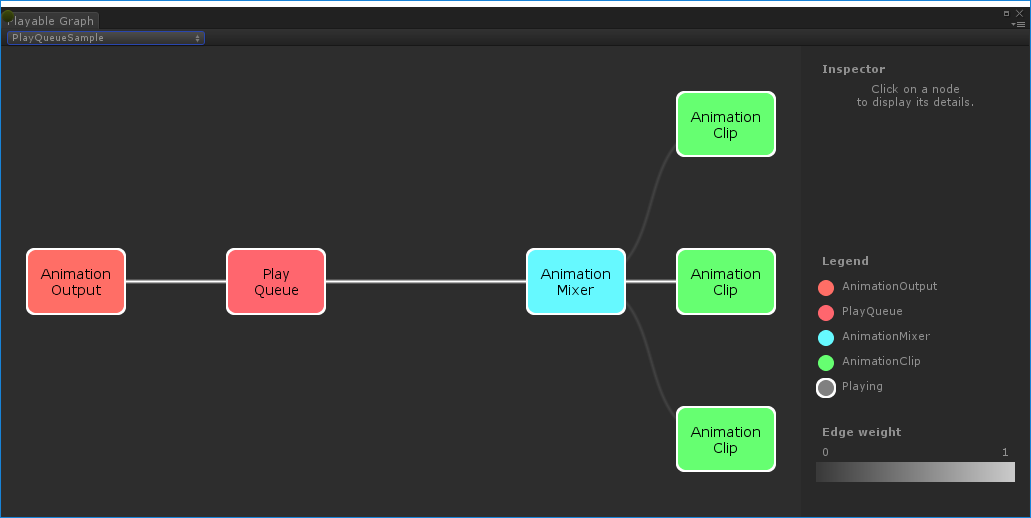 Playable Graph
PlayQueueSample
Inspector
Click on a node
to display its details.
Animation
Clip
Animation
Output
Play
Queue
Animation
Mixer
Animation
Clip
Animation
Clip
Legend
AnimationOutput
PlayQueue
AnimationMixer
AnimationClip
Playing
Edge weight
0 1